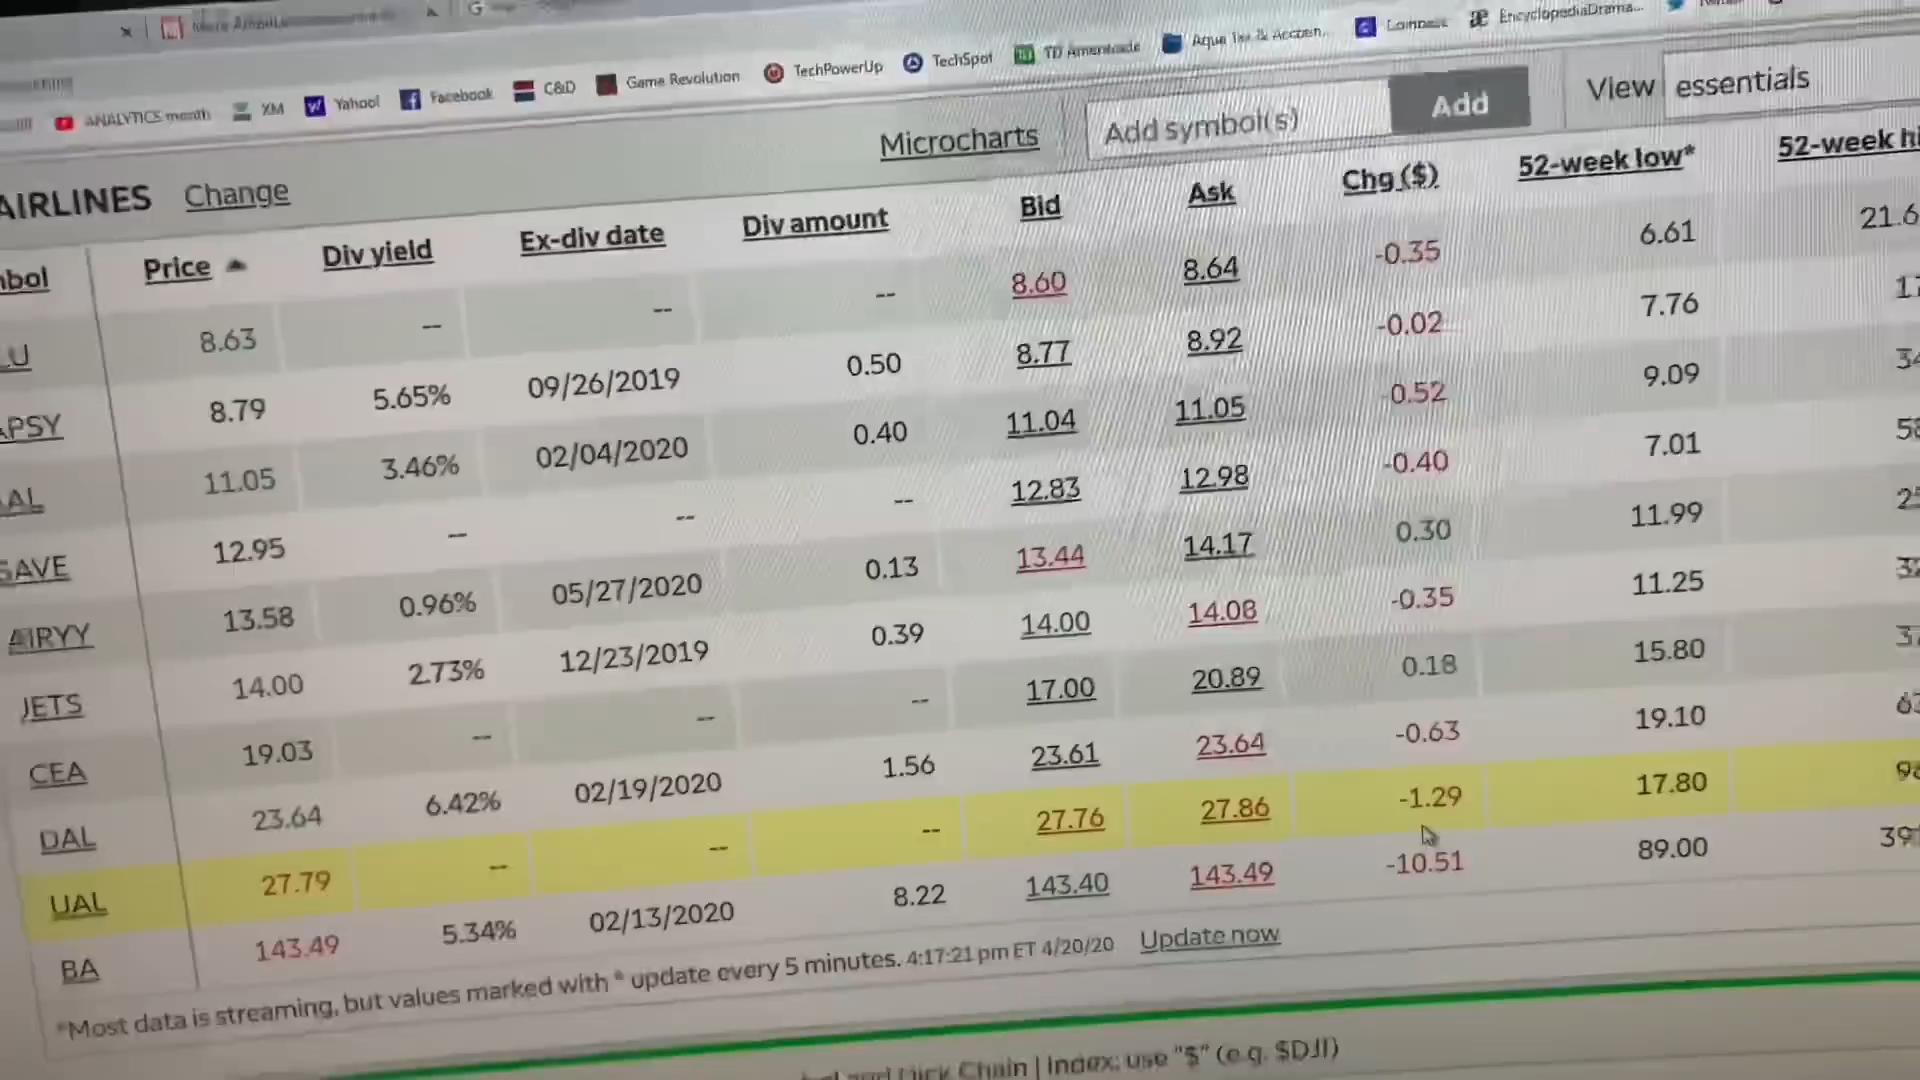 ANALYTICS month XM Yahoo! Facebook C&D Game Revolution TechPowerUp TechSpot TD Ameritrade
AIRLINES Change Microcharts Add symbol(s) Add View essentials
Price Div yield Ex-div date Div amount Bid Ask Chg ($) 52-week low*
8.63 -- -- -- 8.60 8.64 -0.35 6.61
8.79 5.65% 09/26/2019 0.50 8.77 8.92 -0.02 7.76
AL 11.05 3.46% 02/04/2020 0.40 11.04 11.05 -0.52 9.09
SAVE 12.95 -- -- -- 12.83 12.98 -0.40 7.01
AIRYY 13.58 0.96% 05/27/2020 0.13 13.44 14.17 0.30 11.99
JETS 14.00 2.73% 12/23/2019 0.39 14.00 14.08 -0.35 11.25
CEA 19.03 -- -- -- 17.00 20.89 0.18 15.80
DAL 23.64 6.42% 02/19/2020 1.56 23.61 23.64 -0.63 19.10
UAL 27.79 -- -- -- 27.76 27.86 -1.29 17.80
BA 143.49 5.34% 02/13/2020 8.22 143.40 143.49 -10.51 89.00
*Most data is streaming, but values marked with * update every 5 minutes. 4:17:21 pm ET 4/20/20 Update now
Chain | Index: use "$" (e.g. $DJI)